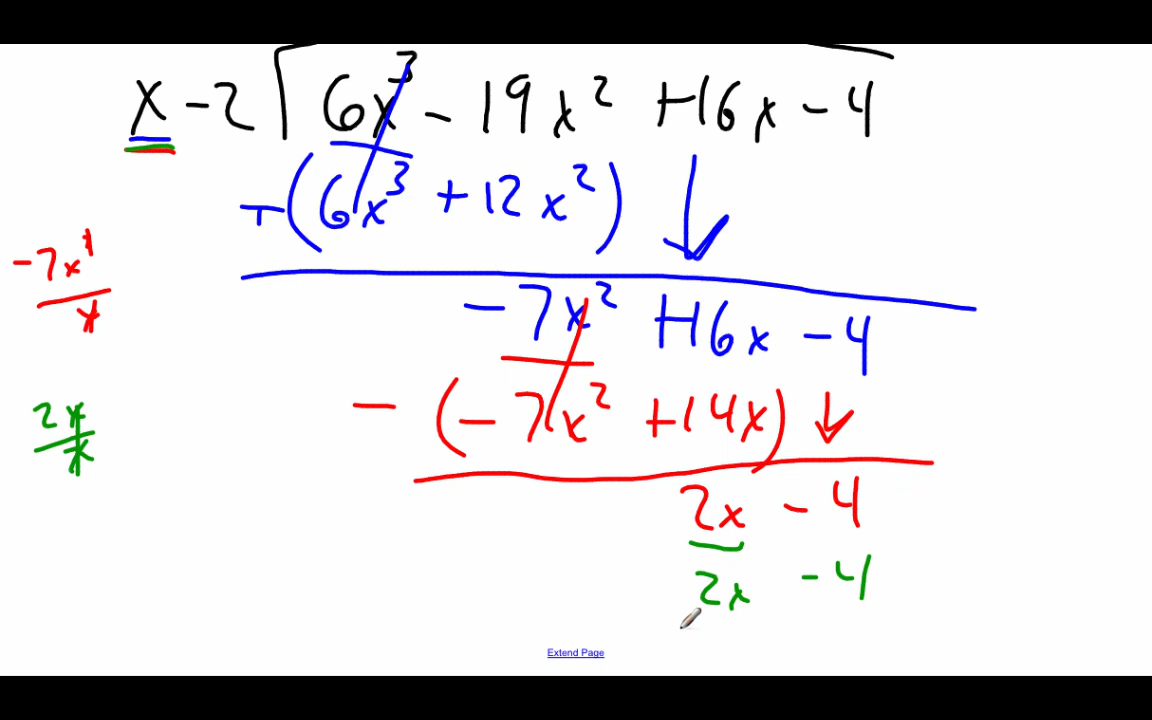 x - 2 6x³ - 19x² + 16x - 4
-(6x³ + 12x²)
-7x¹
x
-7x² + 16x - 4
-(-7x² + 14x)
2x
x
2x - 4
2x - 4
Extend Page